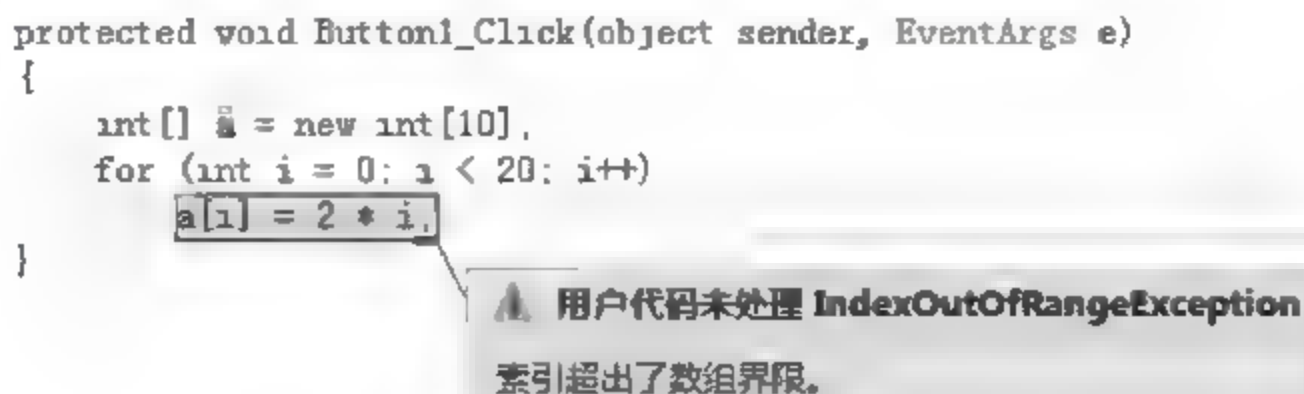 protected void Button1_Click(object sender, EventArgs e)
{
int[] a = new int[10];
for (int i = 0; i < 20; i++)
a[i] = 2 * i;
}
用户代码未处理 IndexOutOfRangeException
索引超出了数组界限。